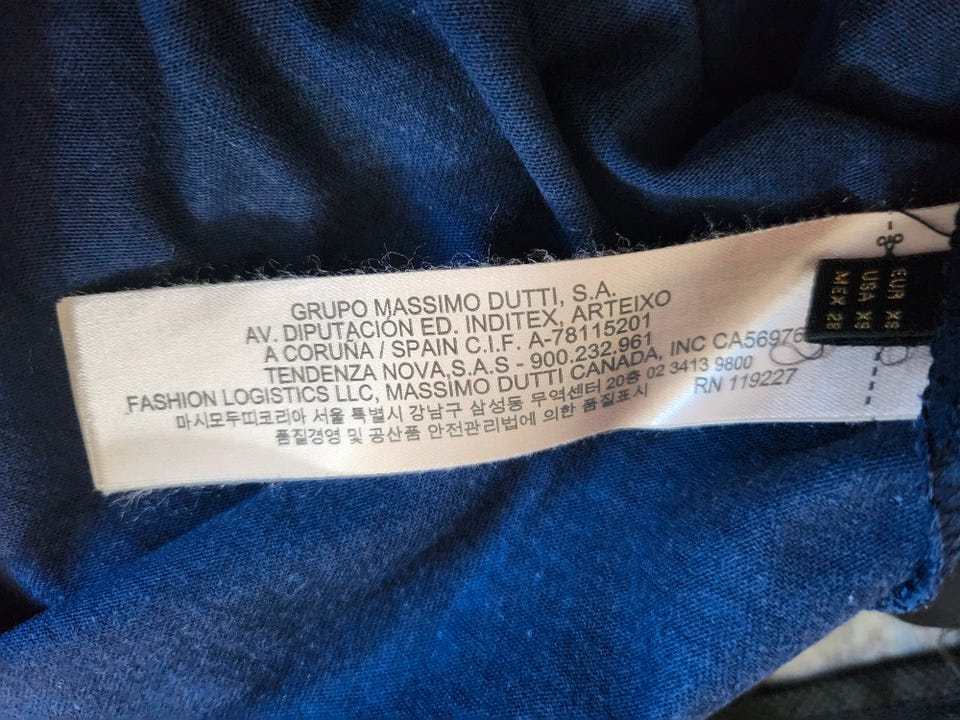 GRUPO MASSIMO DUTTI, S.A.
AV. DIPUTACIÓN ED. INDITEX, ARTEIXO
A CORUÑA / SPAIN C.I.F. A-78115201
TENDENZA NOVA,S.A.S - 900.232.961
FASHION LOGISTICS LLC, MASSIMO DUTTI CANADA, INC CA56976
마시모두띠코리아 서울 특별시 강남구 삼성동 무역센터 20층 02 3413 9800
품질경영 및 공산품 안전관리법에 의한 품질표시
RN 119227
EUR XS
USA XS
MEX 26